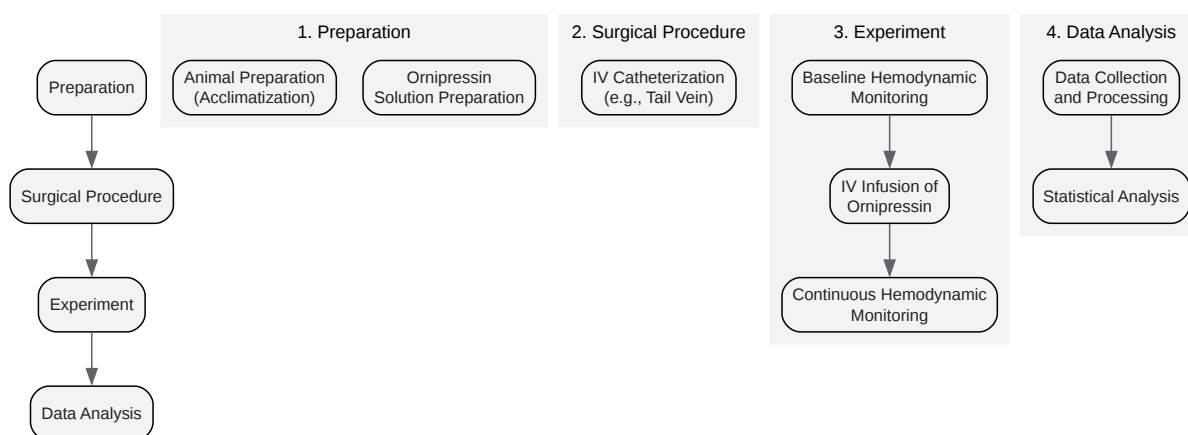 Preparation
Surgical Procedure
Experiment
Data Analysis
1. Preparation
Animal Preparation
(Acclimatization)
Ornipressin
Solution Preparation
2. Surgical Procedure
IV Catheterization
(e.g., Tail Vein)
3. Experiment
Baseline Hemodynamic
Monitoring
IV Infusion of
Ornipressin
Continuous Hemodynamic
Monitoring
4. Data Analysis
Data Collection
and Processing
Statistical Analysis